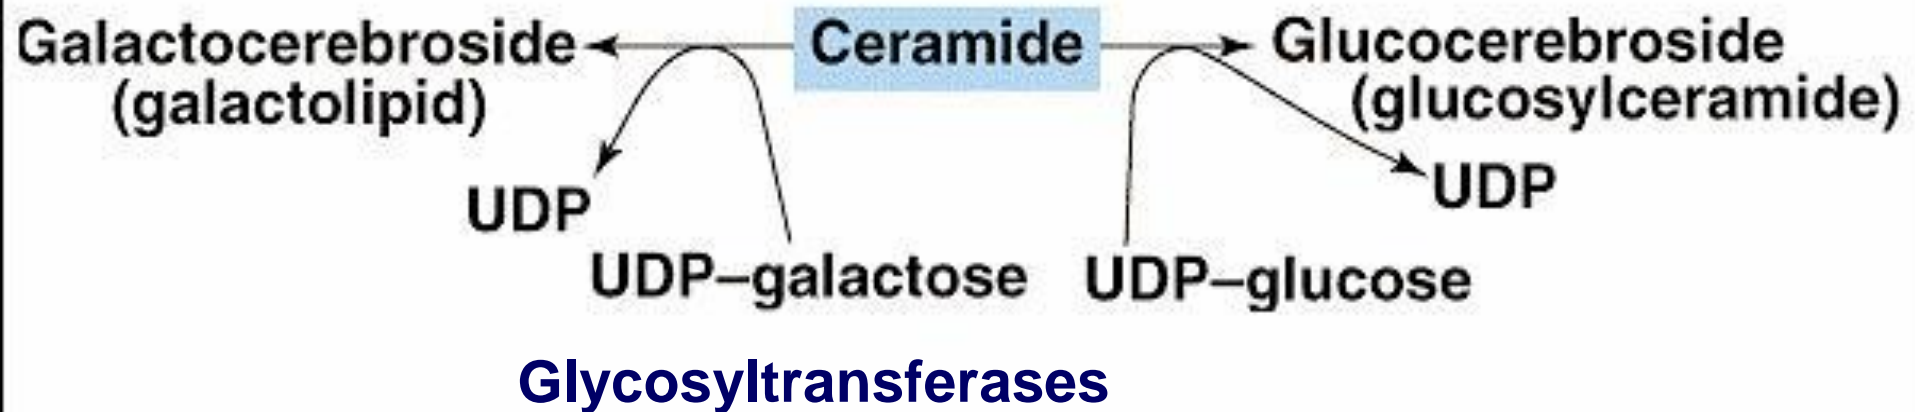 Galactocerebroside
(galactolipid)
Ceramide
Glucocerebroside
(glucosylceramide)
UDP
UDP
UDP–galactose
UDP–glucose
Glycosyltransferases